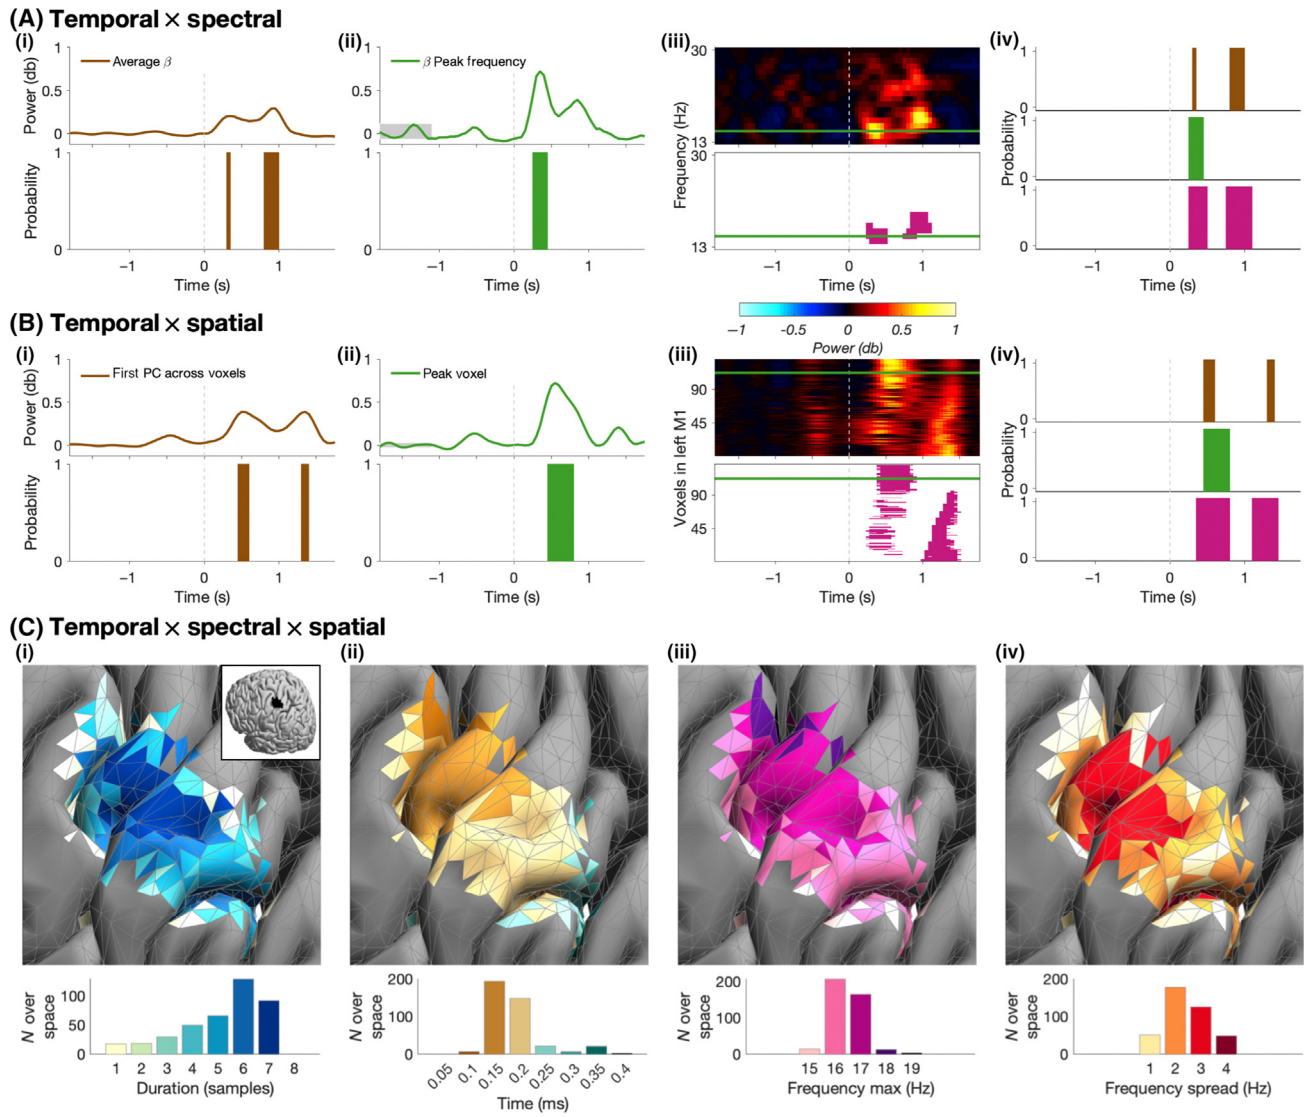 (A) Temporal × spectral
(i)
1
0.5
0
Power (db)
Average β
1
0
Probability
−1
0
1
Time (s)
(ii)
1
0.5
0
β Peak frequency
1
0
−1
0
1
Time (s)
(iii)
30
13
30
13
Frequency (Hz)
−1
0
1
Time (s)
(iv)
1
0
1
0
1
0
Probability
−1
0
1
Time (s)
−1
-0.5
0
0.5
1
Power (db)
(B) Temporal × spatial
(i)
1
0.5
0
Power (db)
First PC across voxels
1
0
Probability
−1
0
1
Time (s)
(ii)
1
0.5
0
Peak voxel
1
0
−1
0
1
Time (s)
(iii)
90
45
90
45
Voxels in left M1
−1
0
1
Time (s)
(iv)
1
0
1
0
1
0
Probability
−1
0
1
Time (s)
(C) Temporal × spectral × spatial
(i)
(ii)
(iii)
(iv)
N over
space
100
50
0
1 2 3 4 5 6 7 8
Duration (samples)
N over
space
200
100
0
0.05 0.1 0.15 0.2 0.25 0.3 0.35 0.4
Time (ms)
N over
space
200
100
0
15 16 17 18 19
Frequency max (Hz)
N over
space
200
100
0
1 2 3 4
Frequency spread (Hz)